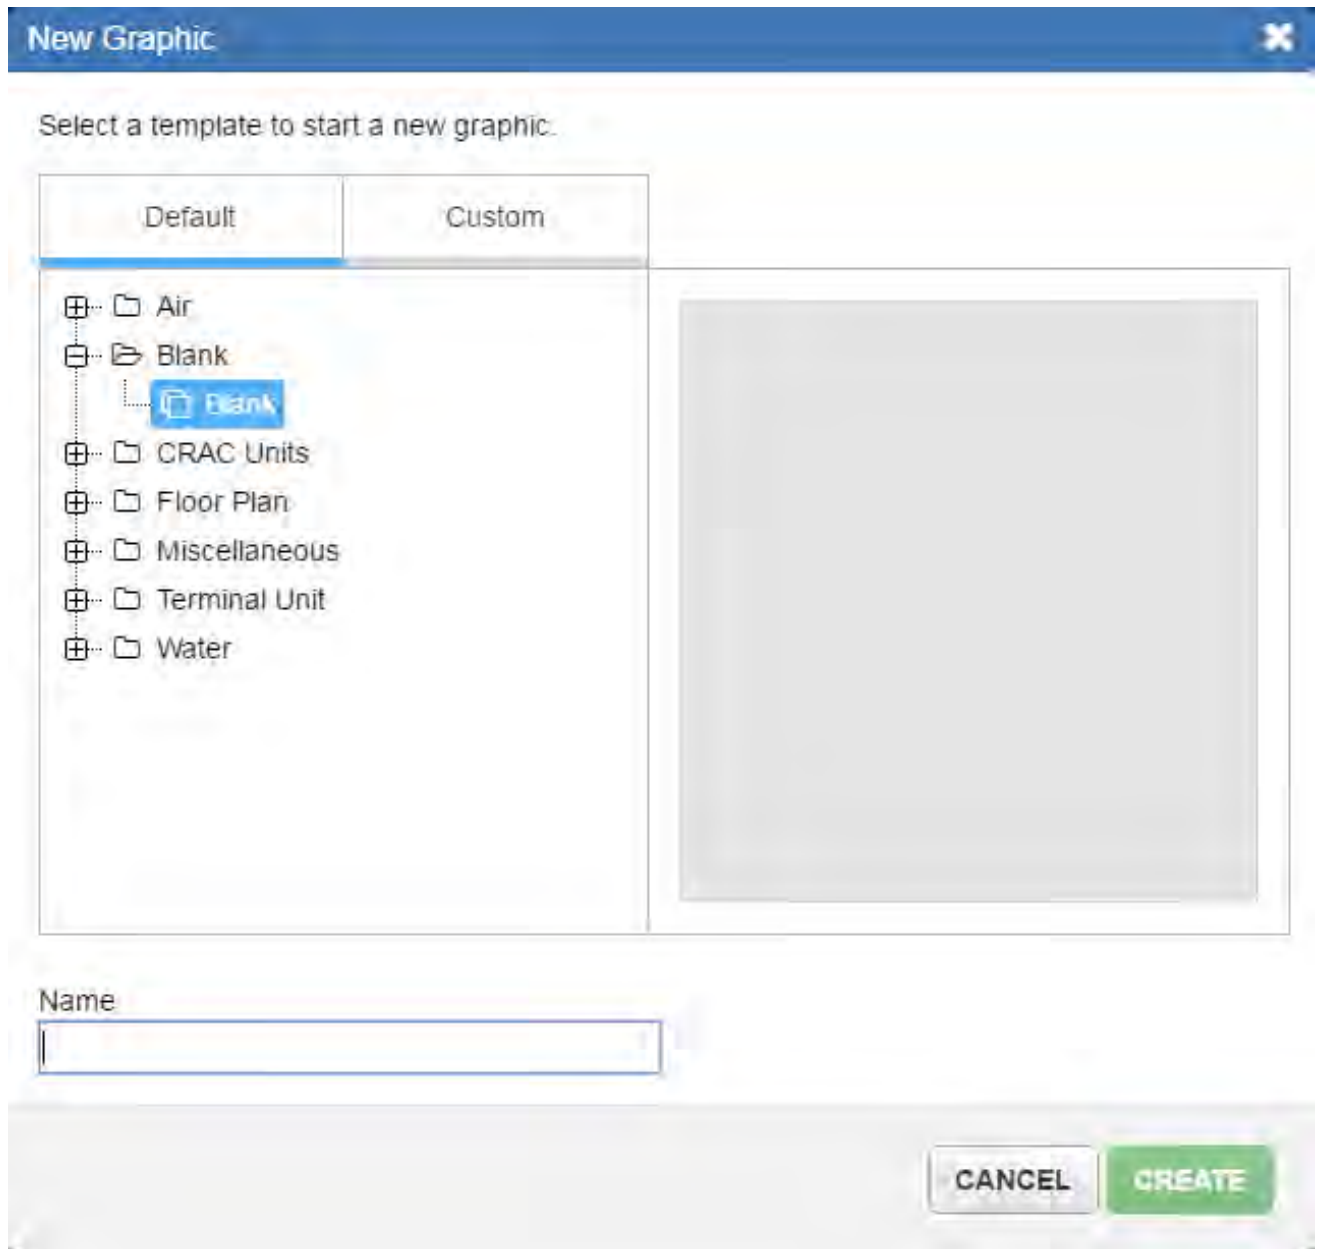 New Graphic
Select a template to start a new graphic.
Default
Custom
Air
Blank
Blank
CRAC Units
Floor Plan
Miscellaneous
Terminal Unit
Water
Name
CANCEL
CREATE